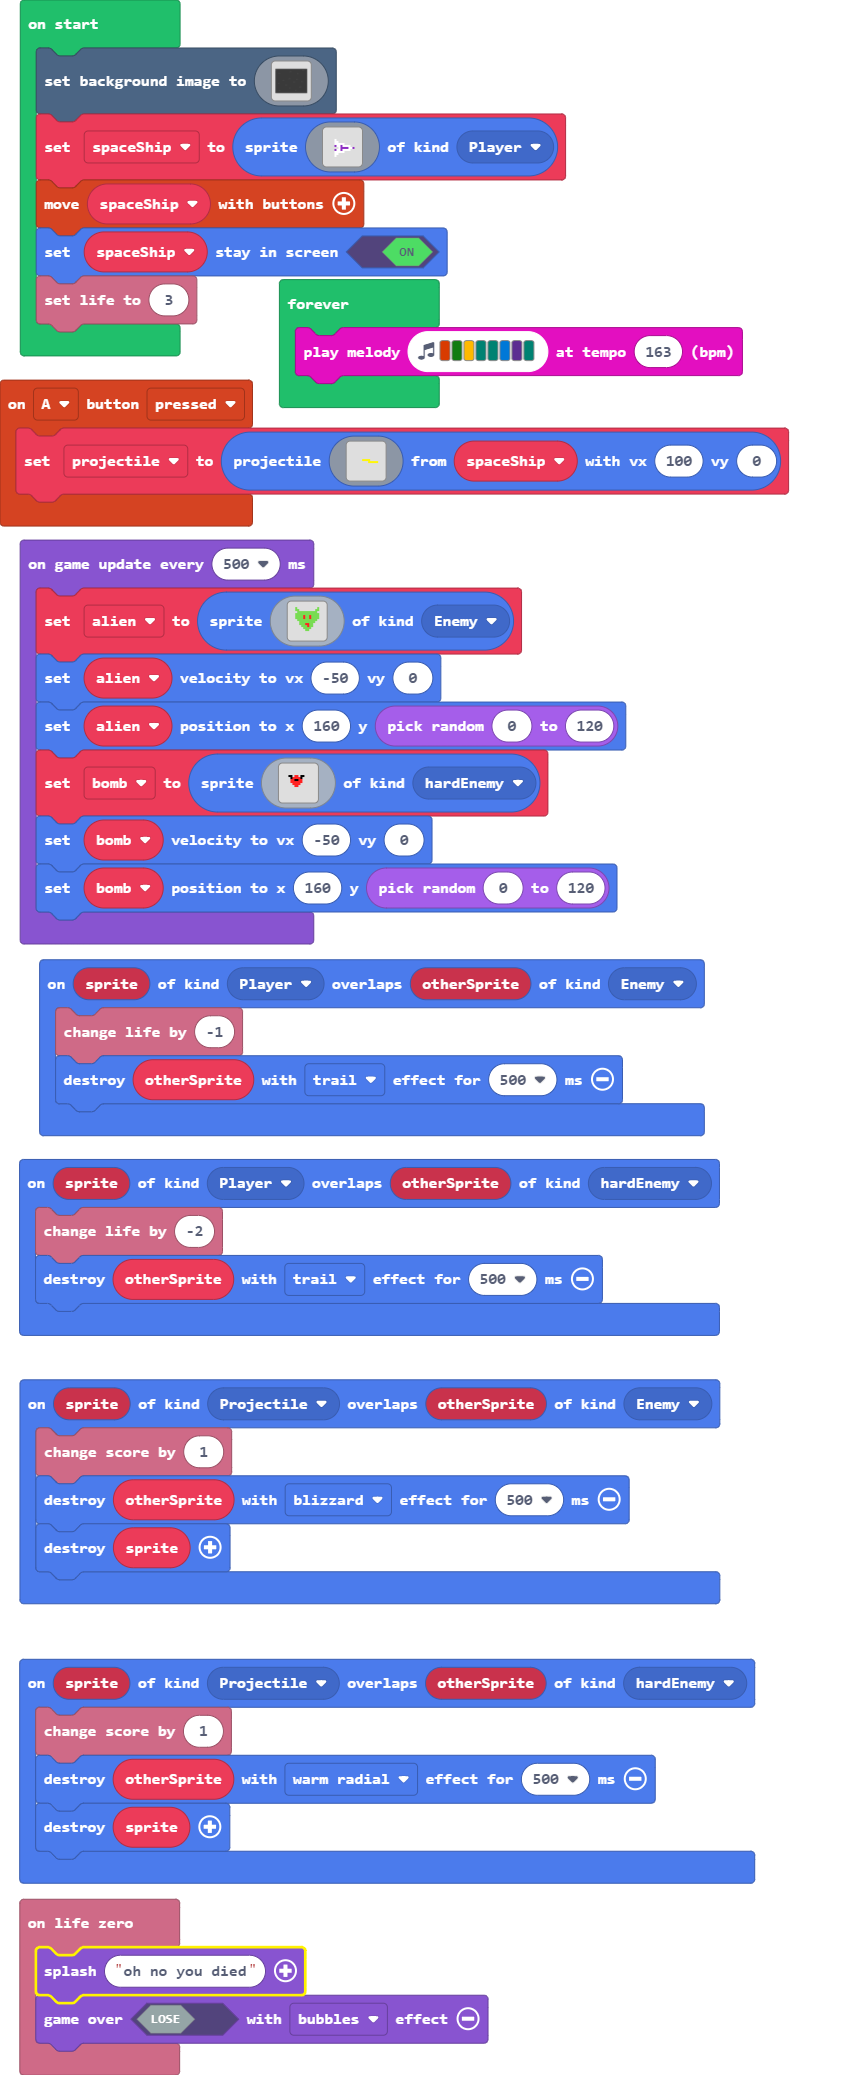 on start
set background image to
set spaceShip to sprite of kind Player
move spaceShip with buttons
set spaceShip stay in screen ON
set life to 3
forever
play melody at tempo 163 (bpm)
on A button pressed
set projectile to projectile from spaceShip with vx 100 vy 0
on game update every 500 ms
set alien to sprite of kind Enemy
set alien velocity to vx -50 vy 0
set alien position to x 160 y pick random 0 to 120
set bomb to sprite of kind hardEnemy
set bomb velocity to vx -50 vy 0
set bomb position to x 160 y pick random 0 to 120
on sprite of kind Player overlaps otherSprite of kind Enemy
change life by -1
destroy otherSprite with trail effect for 500 ms
on sprite of kind Player overlaps otherSprite of kind hardEnemy
change life by -2
destroy otherSprite with trail effect for 500 ms
on sprite of kind Projectile overlaps otherSprite of kind Enemy
change score by 1
destroy otherSprite with blizzard effect for 500 ms
destroy sprite
on sprite of kind Projectile overlaps otherSprite of kind hardEnemy
change score by 1
destroy otherSprite with warm radial effect for 500 ms
destroy sprite
on life zero
splash "oh no you died"
game over LOSE with bubbles effect